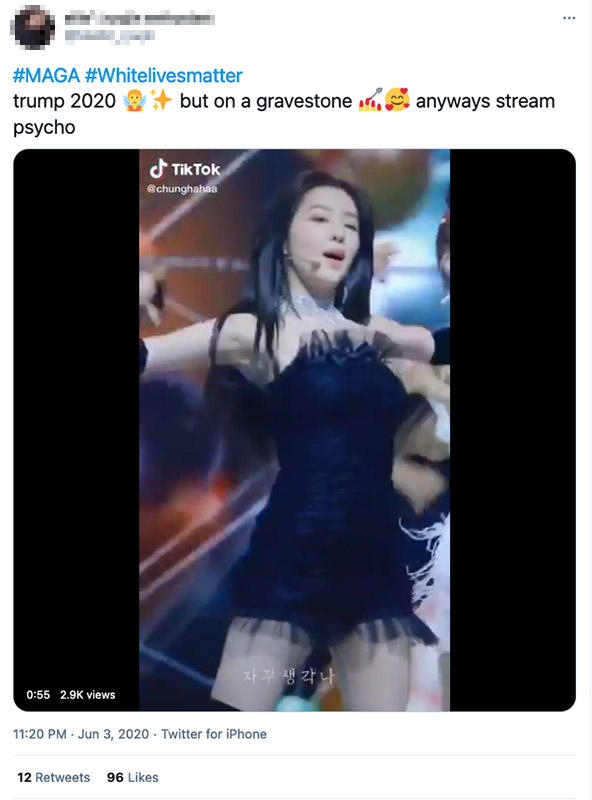 #MAGA #Whitelivesmatter
trump 2020 🧚✨ but on a gravestone 💅🥰 anyways stream
psycho
TikTok
@chunghahaa
자꾸 생각나
0:55 2.9K views
11:20 PM · Jun 3, 2020 · Twitter for iPhone
12 Retweets 96 Likes